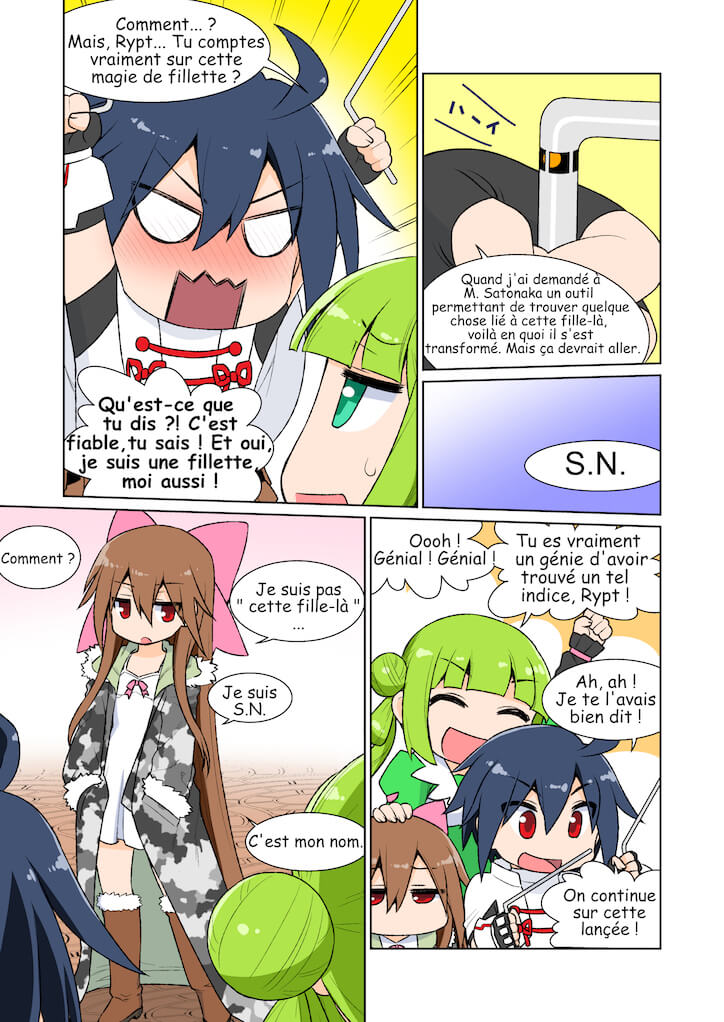 Comment... ?
Mais, Rypt... Tu comptes
vraiment sur cette
magie de fillette ?
Qu'est-ce que
tu dis ?! C'est
fiable,tu sais ! Et oui,
je suis une fillette,
moi aussi !
ハーイ
Quand j'ai demandé à
M. Satonaka un outil
permettant de trouver quelque
chose lié à cette fille-là,
voilà en quoi il s'est
transformé. Mais ça devrait aller.
S.N.
Comment ?
Je suis pas
" cette fille-là "
...
Je suis
S.N.
C'est mon nom.
Oooh !
Génial ! Génial !
Tu es vraiment
un génie d'avoir
trouvé un tel
indice, Rypt !
Ah, ah !
Je te l'avais
bien dit !
On continue
sur cette
lançée !